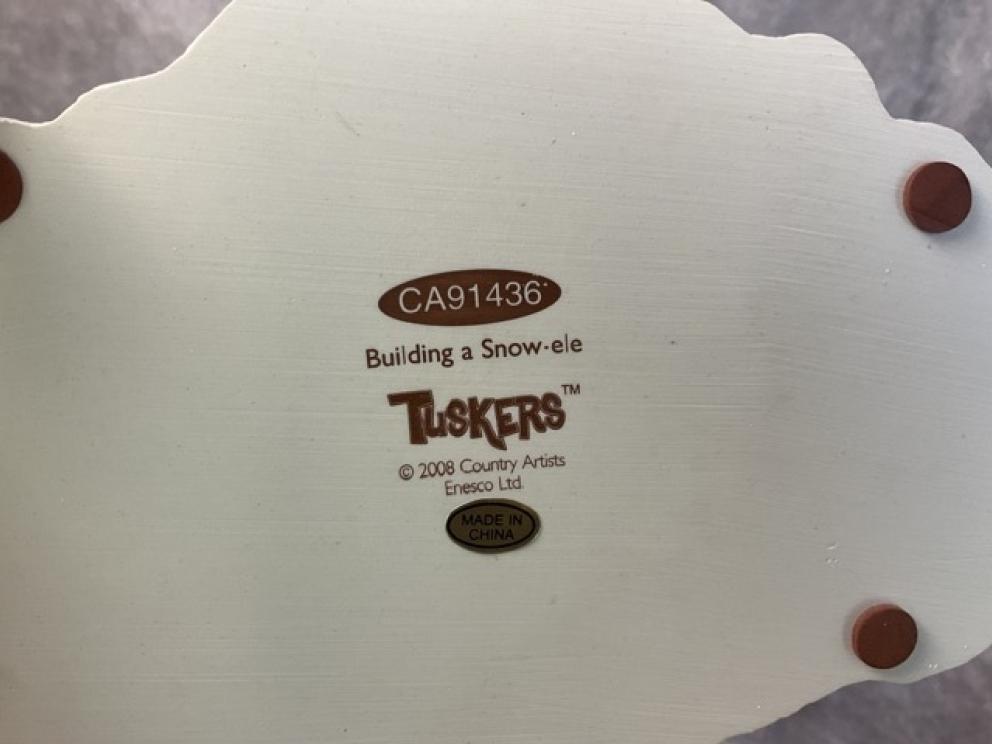 CA91436
Building a Snow-ele
TUSKERS™
© 2008 Country Artists
Enesco Ltd.
MADE IN
CHINA